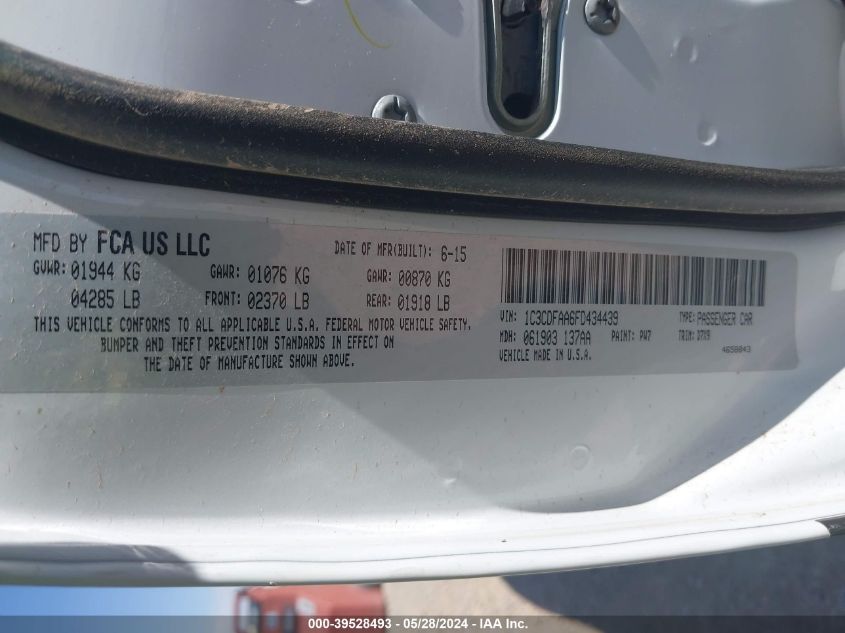 MFD BY FCA US LLC
DATE OF MFR(BUILT): 6-15
GVWR: 01944 KG GAWR: 01076 KG GAWR: 00870 KG
04285 LB FRONT: 02370 LB REAR: 01918 LB
THIS VEHICLE CONFORMS TO ALL APPLICABLE U.S.A. FEDERAL MOTOR VEHICLE SAFETY,
BUMPER AND THEFT PREVENTION STANDARDS IN EFFECT ON
THE DATE OF MANUFACTURE SHOWN ABOVE.
VIN: 1C3CDFAA6FD434439 TYPE: PASSENGER CAR
MDH: 061903 137AA PAINT: PW7 TRIM: D7X9
VEHICLE MADE IN U.S.A. 4658843
000-39528493 - 05/28/2024 - IAA Inc.